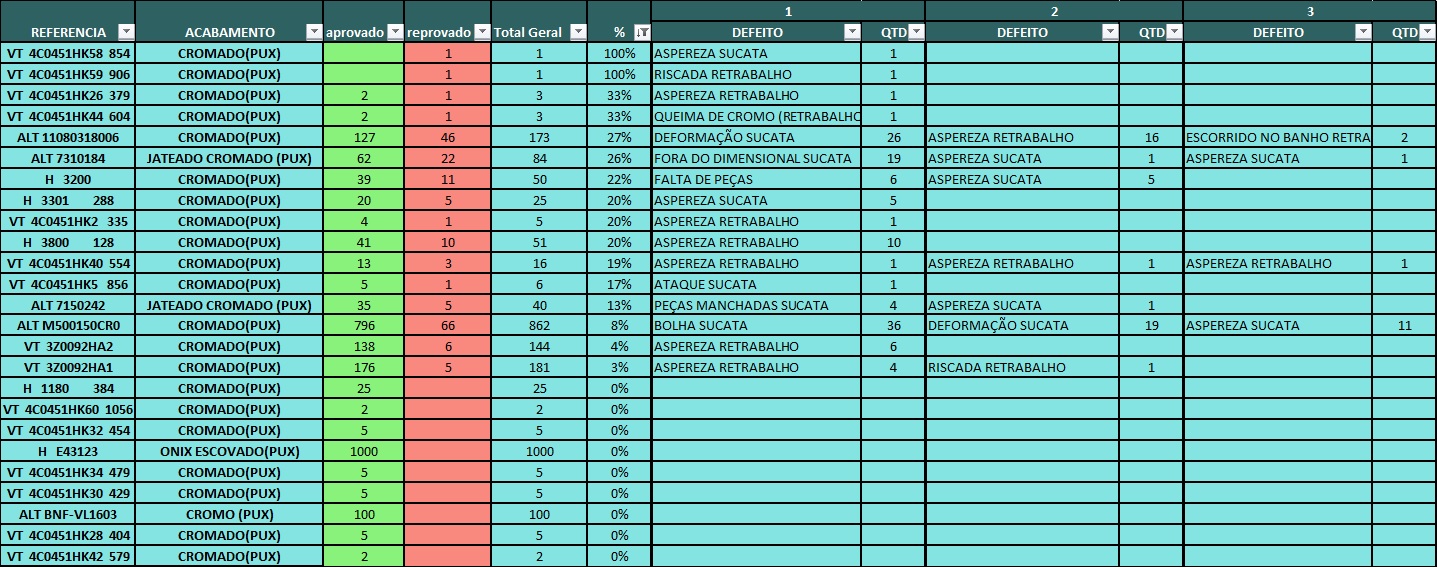 1 2 3
REFERENCIA ACABAMENTO aprovado reprovado Total Geral % DEFEITO QTD DEFEITO QTD DEFEITO QTD
VT 4C0451HK58 854 CROMADO(PUX) 1 1 100% ASPEREZA SUCATA 1
VT 4C0451HK59 906 CROMADO(PUX) 1 1 100% RISCADA RETRABALHO 1
VT 4C0451HK26 379 CROMADO(PUX) 2 1 3 33% ASPEREZA RETRABALHO 1
VT 4C0451HK44 604 CROMADO(PUX) 2 1 3 33% QUEIMA DE CROMO (RETRABALHO 1
ALT 11080318006 CROMADO(PUX) 127 46 173 27% DEFORMAÇÃO SUCATA 26 ASPEREZA RETRABALHO 16 ESCORRIDO NO BANHO RETRA 2
ALT 7310184 JATEADO CROMADO (PUX) 62 22 84 26% FORA DO DIMENSIONAL SUCATA 19 ASPEREZA SUCATA 1 ASPEREZA SUCATA 1
H 3200 CROMADO(PUX) 39 11 50 22% FALTA DE PEÇAS 6 ASPEREZA SUCATA 5
H 3301 288 CROMADO(PUX) 20 5 25 20% ASPEREZA SUCATA 5
VT 4C0451HK2 335 CROMADO(PUX) 4 1 5 20% ASPEREZA RETRABALHO 1
H 3800 128 CROMADO(PUX) 41 10 51 20% ASPEREZA RETRABALHO 10
VT 4C0451HK40 554 CROMADO(PUX) 13 3 16 19% ASPEREZA RETRABALHO 1 ASPEREZA RETRABALHO 1 ASPEREZA RETRABALHO 1
VT 4C0451HK5 856 CROMADO(PUX) 5 1 6 17% ATAQUE SUCATA 1
ALT 7150242 JATEADO CROMADO (PUX) 35 5 40 13% PEÇAS MANCHADAS SUCATA 4 ASPEREZA SUCATA 1
ALT M500150CR0 CROMADO(PUX) 796 66 862 8% BOLHA SUCATA 36 DEFORMAÇÃO SUCATA 19 ASPEREZA SUCATA 11
VT 3Z0092HA2 CROMADO(PUX) 138 6 144 4% ASPEREZA RETRABALHO 6
VT 3Z0092HA1 CROMADO(PUX) 176 5 181 3% ASPEREZA RETRABALHO 4 RISCADA RETRABALHO 1
H 1180 384 CROMADO(PUX) 25 25 0%
VT 4C0451HK60 1056 CROMADO(PUX) 2 2 0%
VT 4C0451HK32 454 CROMADO(PUX) 5 5 0%
H E43123 ONIX ESCOVADO(PUX) 1000 1000 0%
VT 4C0451HK34 479 CROMADO(PUX) 5 5 0%
VT 4C0451HK30 429 CROMADO(PUX) 5 5 0%
ALT BNF-VL1603 CROMO (PUX) 100 100 0%
VT 4C0451HK28 404 CROMADO(PUX) 5 5 0%
VT 4C0451HK42 579 CROMADO(PUX) 2 2 0%